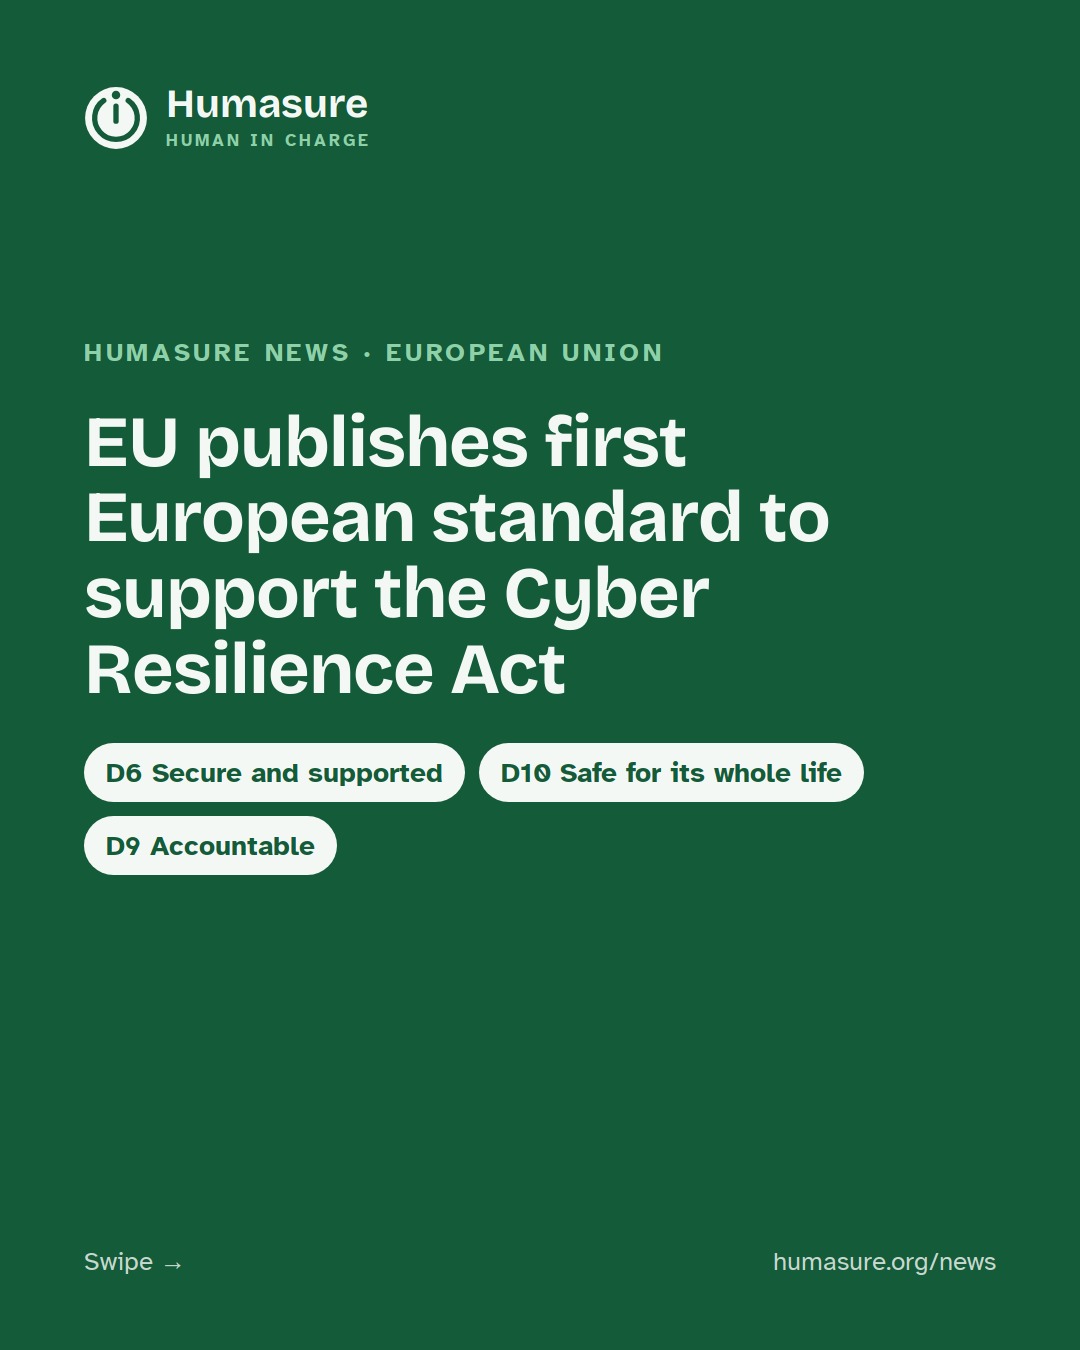 Humasure
HUMAN IN CHARGE
HUMASURE NEWS · EUROPEAN UNION
EU publishes first
European standard to
support the Cyber
Resilience Act
D6 Secure and supported
D10 Safe for its whole life
D9 Accountable
Swipe →
humasure.org/news